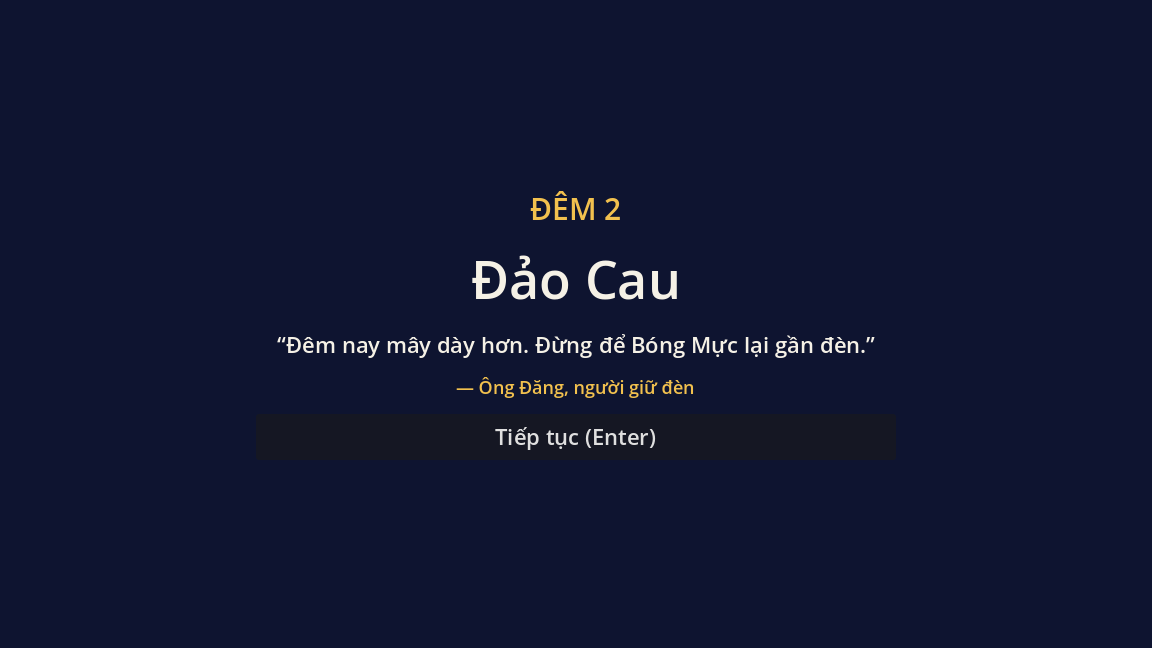 ĐÊM 2
Đảo Cau
“Đêm nay mây dày hơn. Đừng để Bóng Mực lại gần đèn.”
— Ông Đăng, người giữ đèn
Tiếp tục (Enter)